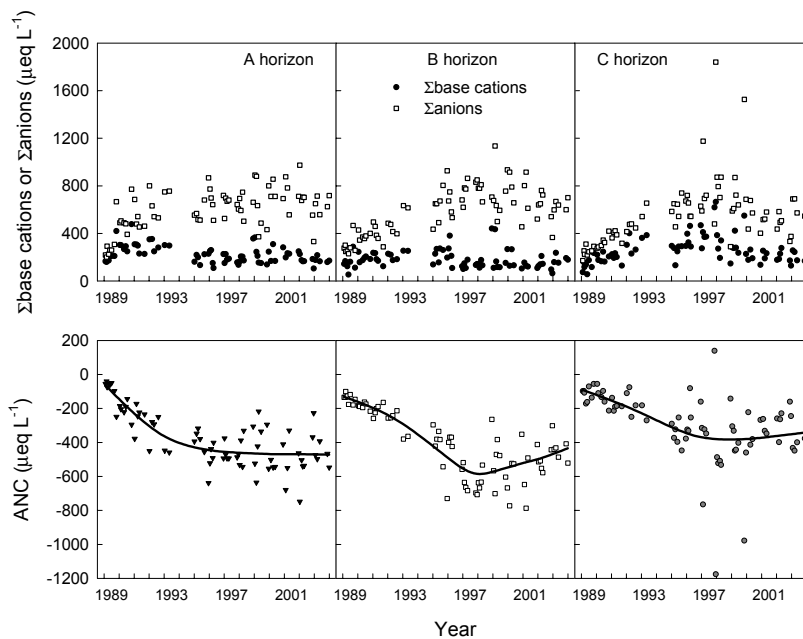 Σbase cations or Σanions (μeq L⁻¹)
2000
1600
1200
800
400
0
A horizon
B horizon
C horizon
Σbase cations
Σanions
1989 1993 1997 2001 1989 1993 1997 2001 1989 1993 1997 2001
ANC (μeq L⁻¹)
200
0
-200
-400
-600
-800
-1000
-1200
1989 1993 1997 2001 1989 1993 1997 2001 1989 1993 1997 2001
Year